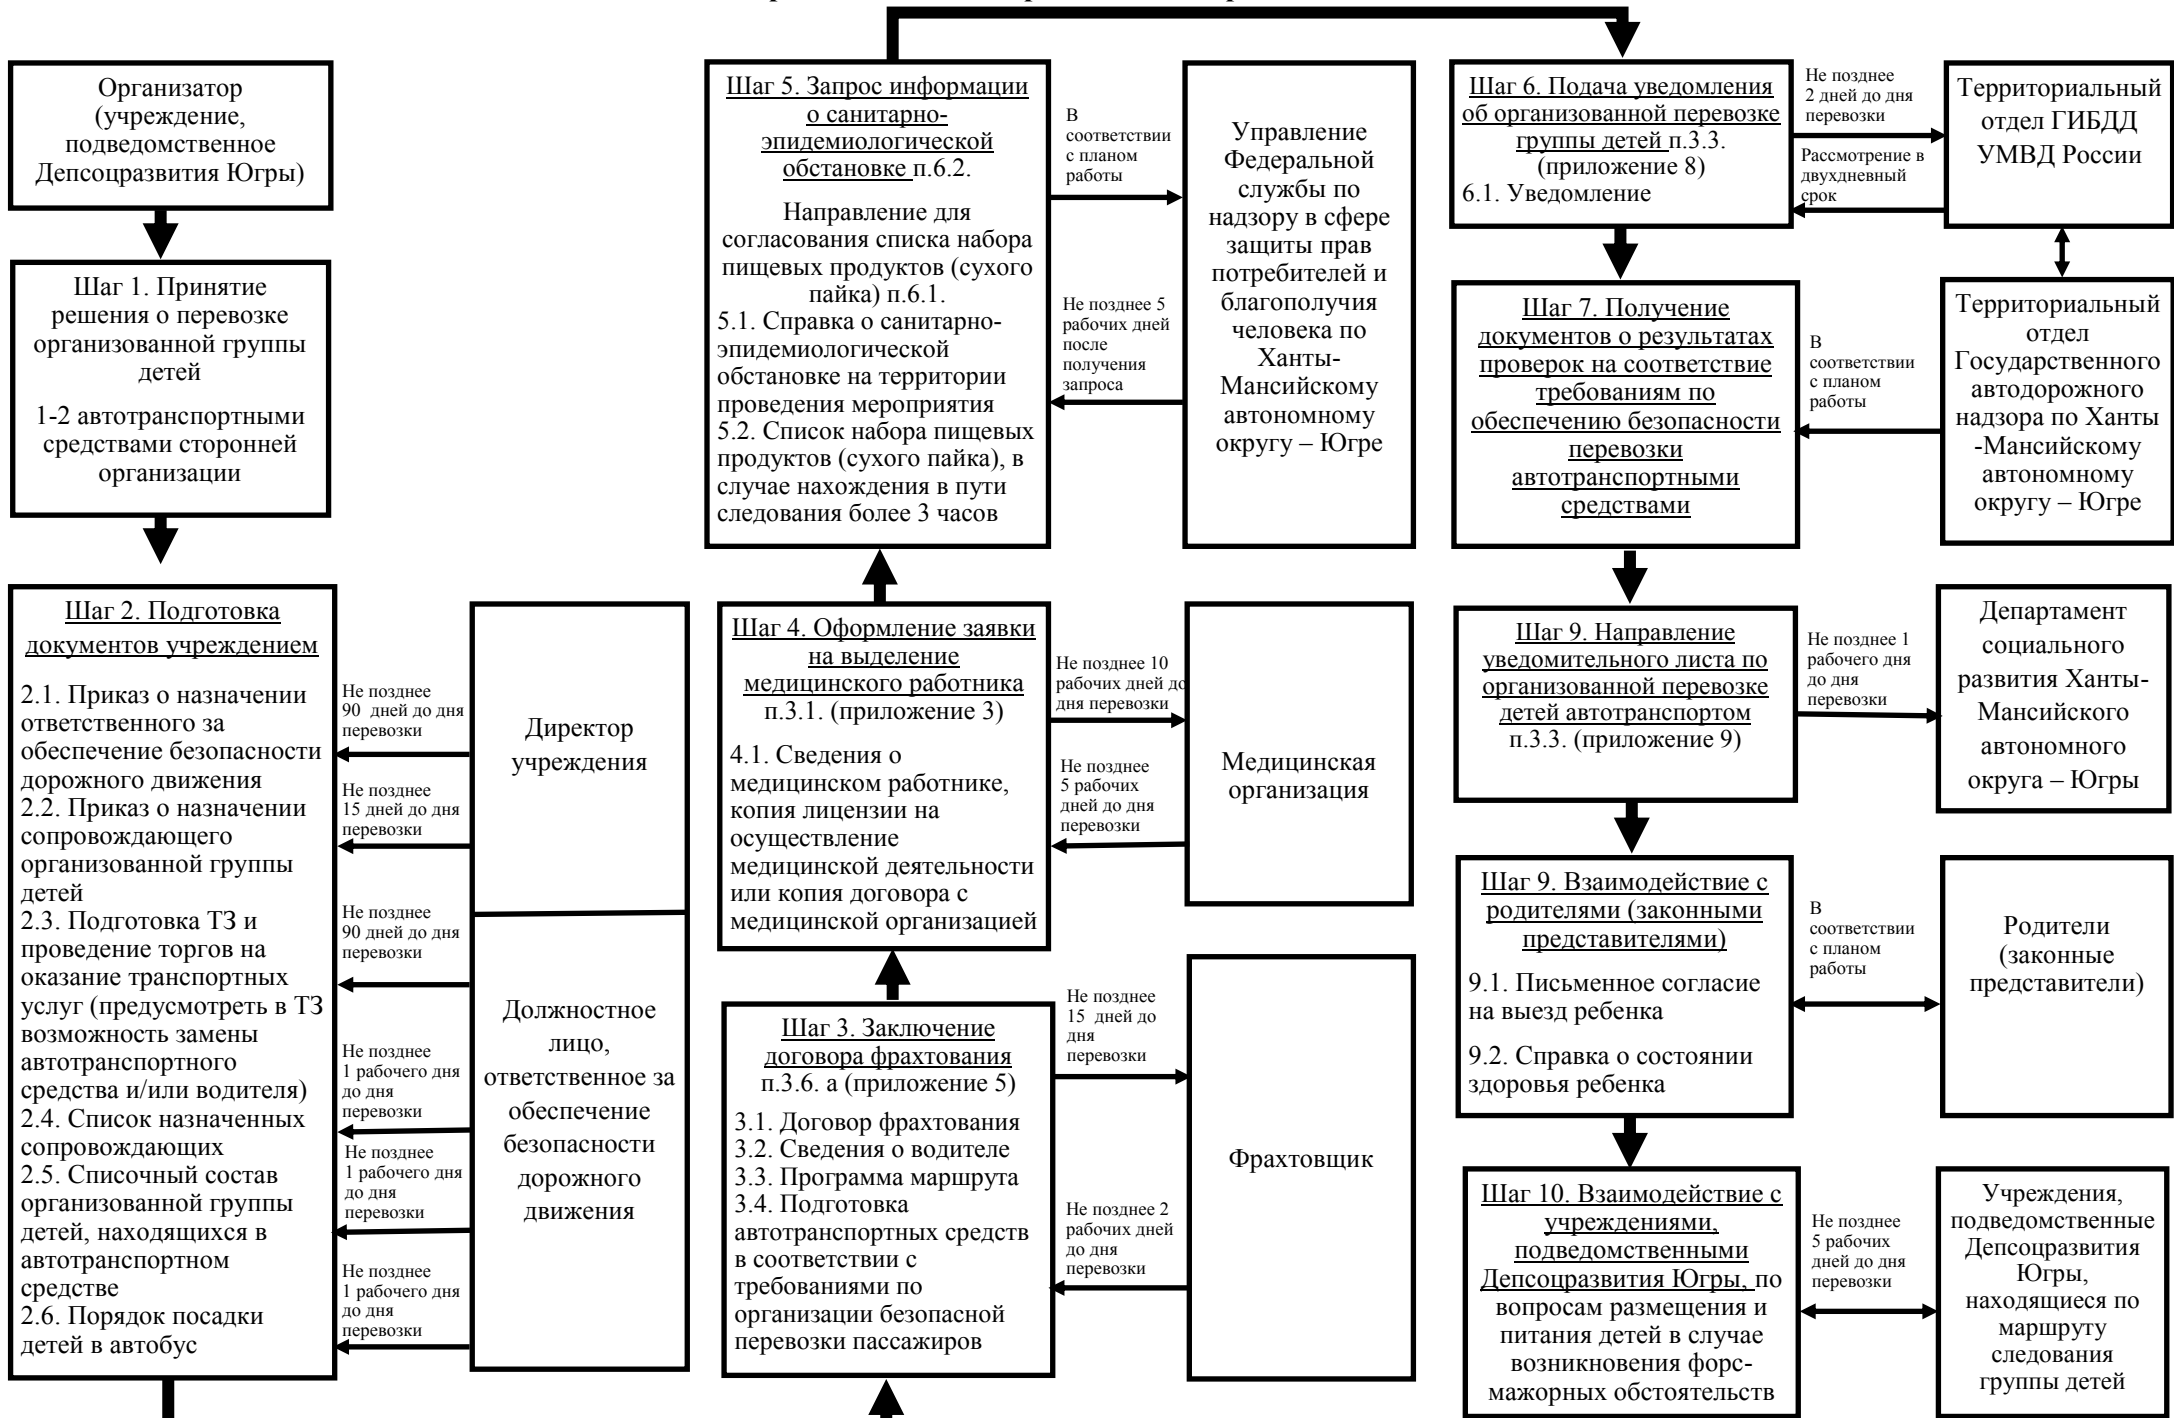 Организатор
(учреждение,
подведомственное
Депсоцразвития Югры)
Шаг 1. Принятие
решения о перевозке
организованной группы
детей
1-2 автотранспортными
средствами сторонней
организации
Шаг 2. Подготовка
документов учреждением
2.1. Приказ о назначении
ответственного за
обеспечение безопасности
дорожного движения
2.2. Приказ о назначении
сопровождающего
организованной группы
детей
2.3. Подготовка ТЗ и
проведение торгов на
оказание транспортных
услуг (предусмотреть в ТЗ
возможность замены
автотранспортного
средства и/или водителя)
2.4. Список назначенных
сопровождающих
2.5. Списочный состав
организованной группы
детей, находящихся в
автотранспортном
средстве
2.6. Порядок посадки
детей в автобус
Не позднее
90 дней до дня
перевозки
Не позднее
15 дней до дня
перевозки
Не позднее
90 дней до дня
перевозки
Не позднее
1 рабочего дня
до дня
перевозки
Не позднее
1 рабочего дня
до дня
перевозки
Не позднее
1 рабочего дня
до дня
перевозки
Директор
учреждения
Должностное
лицо,
ответственное за
обеспечение
безопасности
дорожного
движения
Шаг 3. Заключение
договора фрахтования
п.3.6. а (приложение 5)
3.1. Договор фрахтования
3.2. Сведения о водителе
3.3. Программа маршрута
3.4. Подготовка
автотранспортных средств
в соответствии с
требованиями по
организации безопасной
перевозки пассажиров
Не позднее
15 дней до
дня
перевозки
Не позднее 2
рабочих дней
до дня
перевозки
Фрахтовщик
Шаг 4. Оформление заявки
на выделение
медицинского работника
п.3.1. (приложение 3)
4.1. Сведения о
медицинском работнике,
копия лицензии на
осуществление
медицинской деятельности
или копия договора с
медицинской организацией
Не позднее 10
рабочих дней до
дня перевозки
Не позднее
5 рабочих
дней до дня
перевозки
Медицинская
организация
Шаг 5. Запрос информации
о санитарно-
эпидемиологической
обстановке п.6.2.
Направление для
согласования списка набора
пищевых продуктов (сухого
пайка) п.6.1.
5.1. Справка о санитарно-
эпидемиологической
обстановке на территории
проведения мероприятия
5.2. Список набора пищевых
продуктов (сухого пайка), в
случае нахождения в пути
следования более 3 часов
В
соответствии
с планом
работы
Не позднее 5
рабочих дней
после
получения
запроса
Управление
Федеральной
службы по
надзору в сфере
защиты прав
потребителей и
благополучия
человека по
Ханты-
Мансийскому
автономному
округу – Югре
Шаг 6. Подача уведомления
об организованной перевозке
группы детей п.3.3.
(приложение 8)
6.1. Уведомление
Не позднее
2 дней до дня
перевозки
Рассмотрение в
двухдневный
срок
Территориальный
отдел ГИБДД
УМВД России
Шаг 7. Получение
документов о результатах
проверок на соответствие
требованиям по
обеспечению безопасности
перевозки
автотранспортными
средствами
В
соответствии
с планом
работы
Территориальный
отдел
Государственного
автодорожного
надзора по Ханты
-Мансийскому
автономному
округу – Югре
Шаг 9. Направление
уведомительного листа по
организованной перевозке
детей автотранспортом
п.3.3. (приложение 9)
Не позднее 1
рабочего дня
до дня
перевозки
Департамент
социального
развития Ханты-
Мансийского
автономного
округа – Югры
Шаг 9. Взаимодействие с
родителями (законными
представителями)
9.1. Письменное согласие
на выезд ребенка
9.2. Справка о состоянии
здоровья ребенка
В
соответствии
с планом
работы
Родители
(законные
представители)
Шаг 10. Взаимодействие с
учреждениями,
подведомственными
Депсоцразвития Югры, по
вопросам размещения и
питания детей в случае
возникновения форс-
мажорных обстоятельств
Не позднее
5 рабочих
дней до дня
перевозки
Учреждения,
подведомственные
Депсоцразвития
Югры,
находящиеся по
маршруту
следования
группы детей